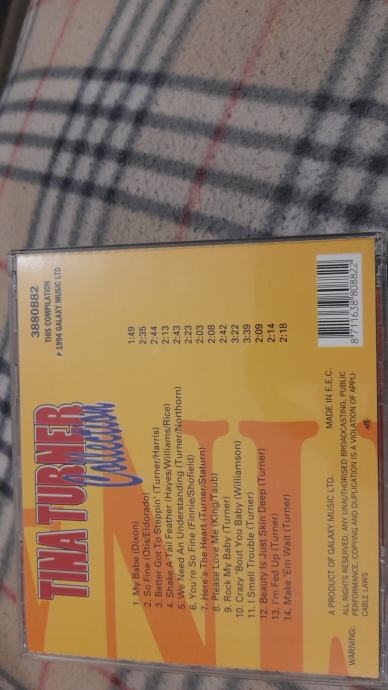 TINA TURNER
Collection
3880882
THIS COMPILATION
℗ 1994 GALAXY MUSIC LTD
1. My Babe (Dixon) 1:49
2. So Fine (Otis/Eldorado) 2:35
3. Better Got To Steppin' (Turner/Harris) 2:44
4. Shake A Tail Feather (Hayes/Williams/Rice) 2:13
5. We Need An Understanding (Turner/Northorn) 2:43
6. You're So Fine (Finnie/Shofield) 2:23
7. Here's The Heart (Turner/Staturn) 2:03
8. Please Love Me (King/Taub) 2:08
9. Rock My Baby (Turner) 2:42
10. Crazy 'Bout You Baby (Williamson) 3:22
11. I Smell Trouble (Turner) 3:39
12. Beauty Is Just Skin Deep (Turner) 2:09
13. I'm Fed Up (Turner) 2:14
14. Make 'Em Wait (Turner) 2:18
A PRODUCT OF GALAXY MUSIC LTD. MADE IN E.E.C.
WARNING: ALL RIGHTS RESERVED. ANY UNAUTHORISED BROADCASTING, PUBLIC
PERFORMANCE, COPYING AND DUPLICATION IS A VIOLATION OF APPLI-
CABLE LAWS
8 711638 808822